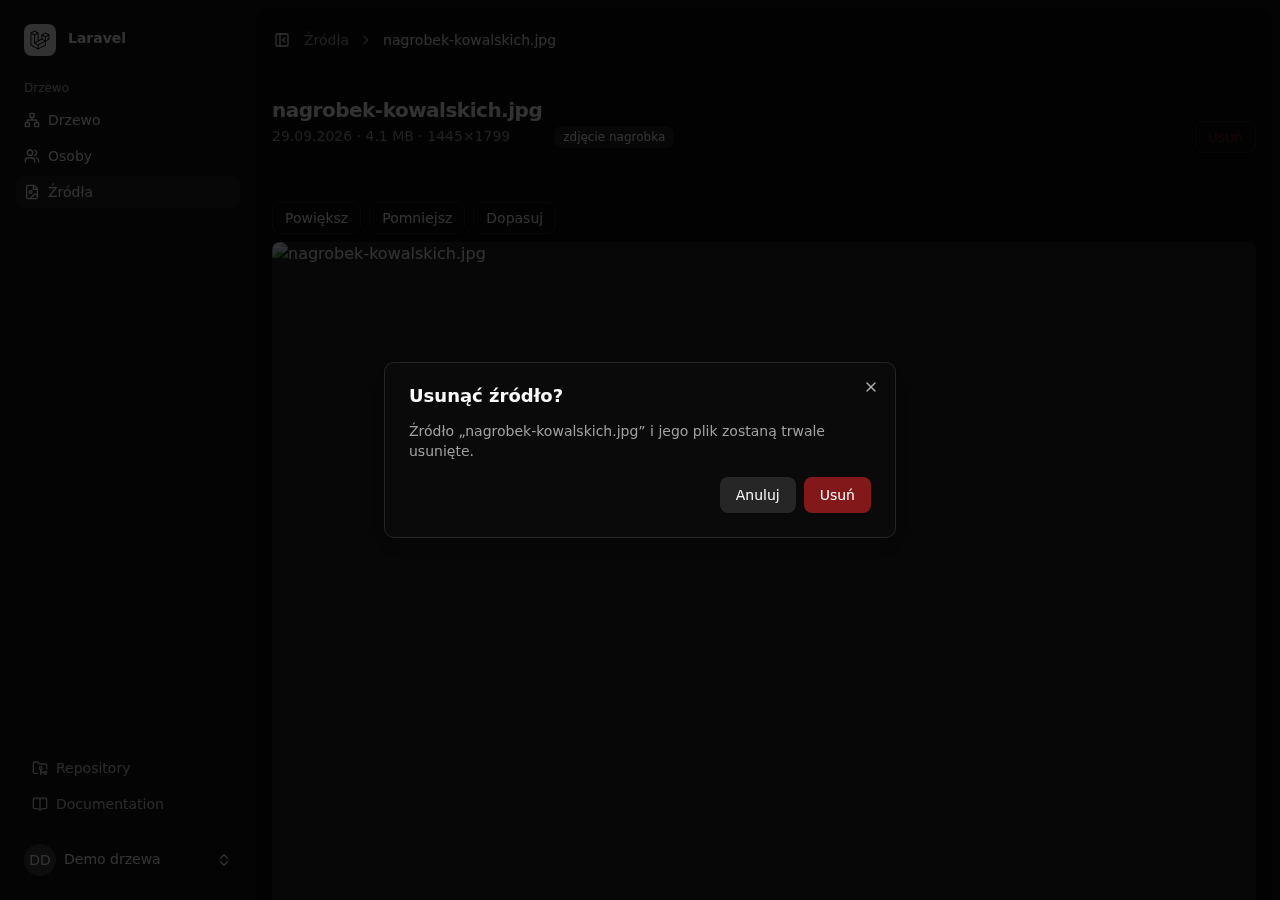 Laravel
Drzewo
Drzewo
Osoby
Źródła
Źródła
nagrobek-kowalskich.jpg
nagrobek-kowalskich.jpg
29.09.2026 · 4.1 MB · 1445×1799
zdjęcie nagrobka
Usuń
Powiększ
Pomniejsz
Dopasuj
nagrobek-kowalskich.jpg
Usunąć źródło?
Źródło „nagrobek-kowalskich.jpg” i jego plik zostaną trwale
usunięte.
Anuluj
Usuń
Repository
Documentation
DD
Demo drzewa